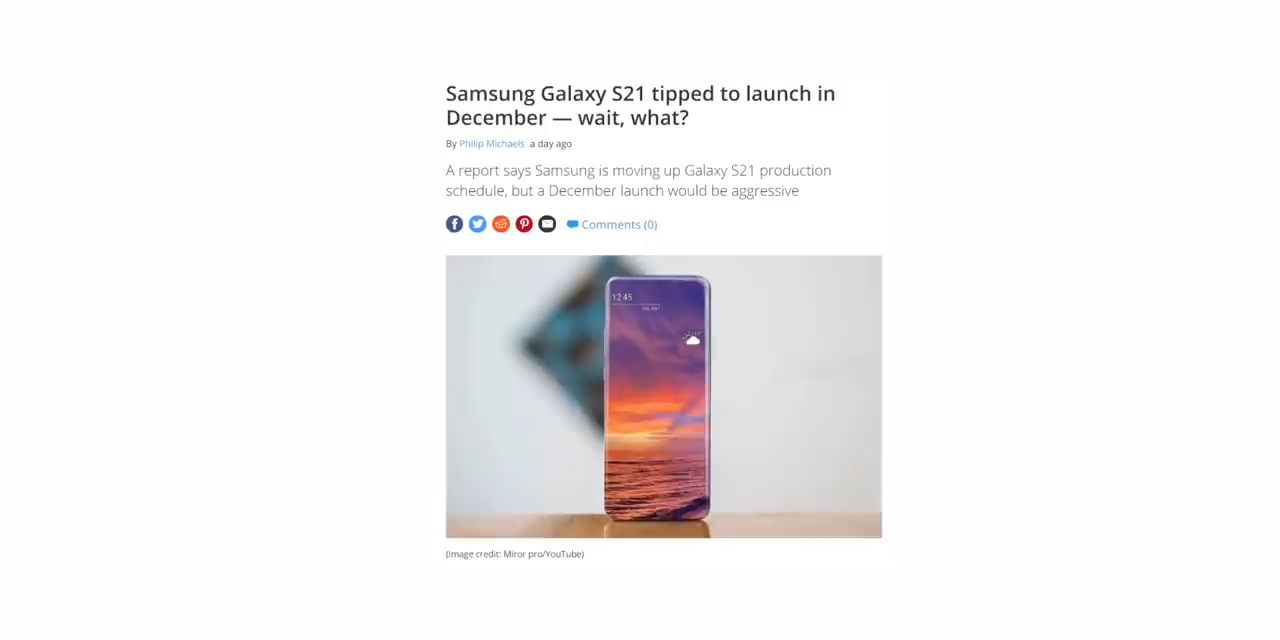 Samsung Galaxy S21 tipped to launch in
December — wait, what?
By Philip Michaels a day ago
A report says Samsung is moving up Galaxy S21 production
schedule, but a December launch would be aggressive
Comments (0)
12:45
(Image credit: Miror pro/YouTube)